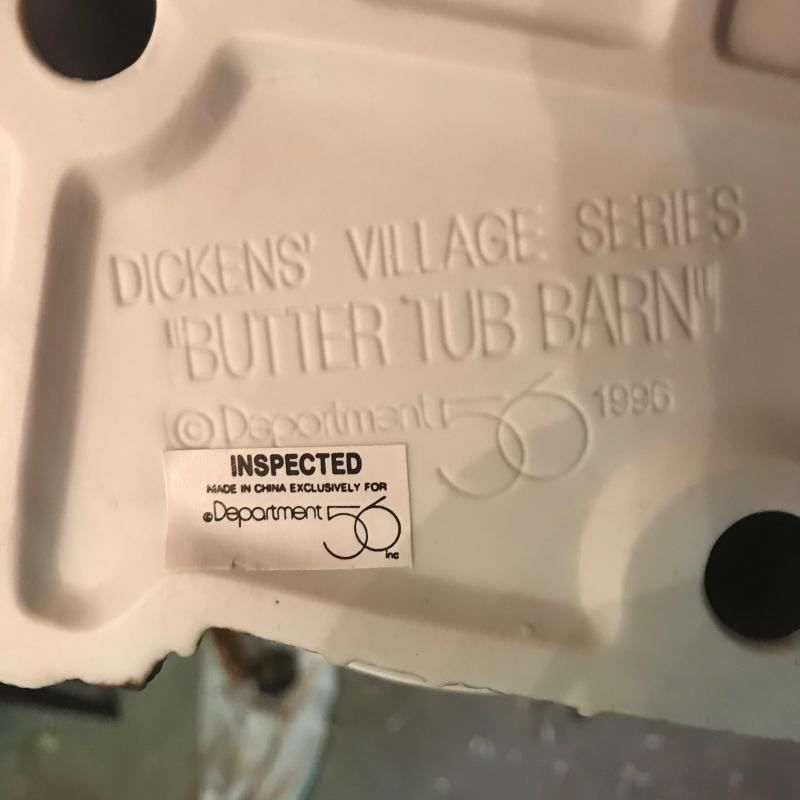 DICKENS' VILLAGE SERIES
"BUTTER TUB BARN"
©Department 56 1996
INSPECTED
MADE IN CHINA EXCLUSIVELY FOR
©Department 56
inc